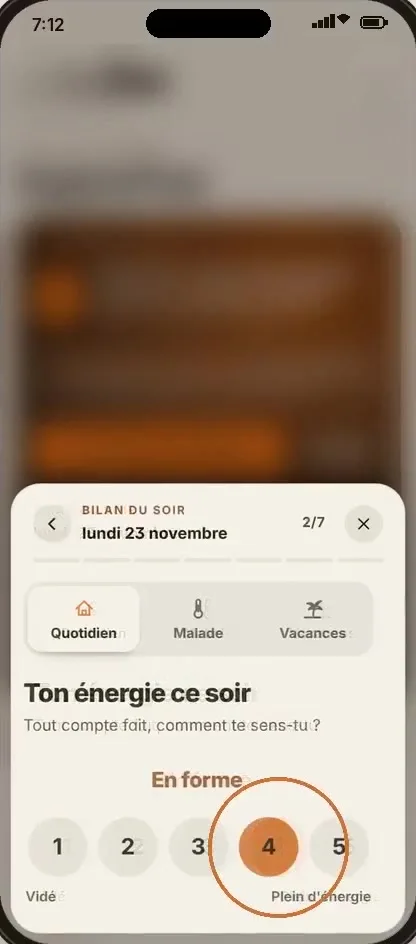 7:12
BILAN DU SOIR
lundi 23 novembre
2/7
Quotidien
Malade
Vacances
Ton énergie ce soir
Tout compte fait, comment te sens-tu ?
En forme
1 2 3 4 5
Vidé
Plein d'énergie